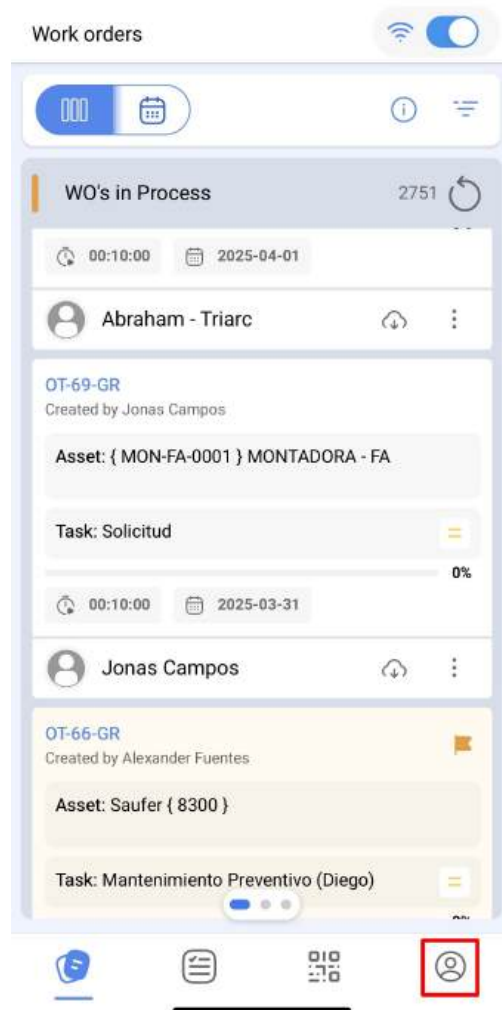 Work orders
WO's in Process
2751
00:10:00
2025-04-01
Abraham - Triarc
OT-69-GR
Created by Jonas Campos
Asset: { MON-FA-0001 } MONTADORA - FA
Task: Solicitud
0%
00:10:00
2025-03-31
Jonas Campos
OT-66-GR
Created by Alexander Fuentes
Asset: Saufer { 8300 }
Task: Mantenimiento Preventivo (Diego)